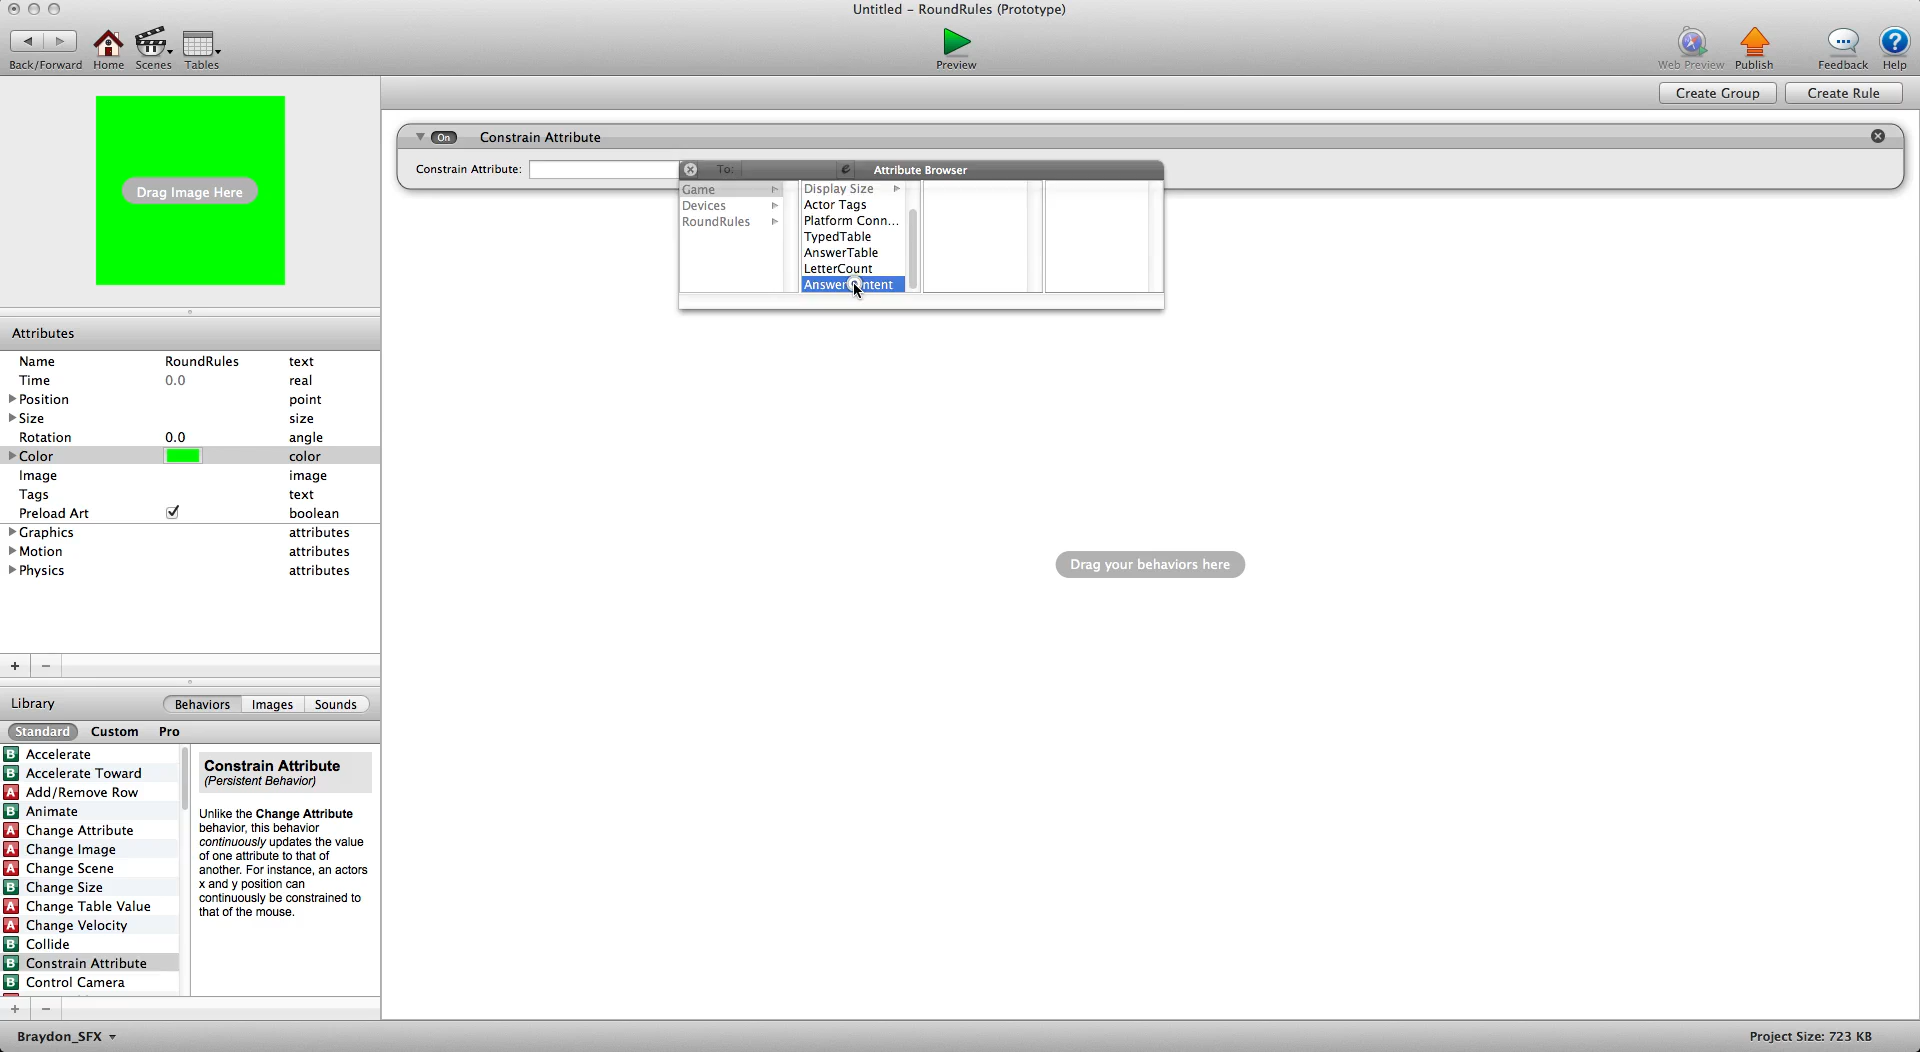 Untitled – RoundRules (Prototype)
Back/Forward
Home
Scenes
Tables
Preview
Web Preview
Publish
Feedback
Help
Create Group
Create Rule
Drag Image Here
On
Constrain Attribute
Constrain Attribute:
To:
Attribute Browser
Game
Devices
RoundRules
Display Size
Actor Tags
Platform Conn...
TypedTable
AnswerTable
LetterCount
Attributes
Name RoundRules text
Time 0.0 real
Position point
Size size
Rotation 0.0 angle
Color color
Image image
Tags text
Preload Art boolean
Graphics attributes
Motion attributes
Physics attributes
Drag your behaviors here
+ −
Library
Behaviors
Images
Sounds
Standard
Custom
Pro
B Accelerate
B Accelerate Toward
A Add/Remove Row
B Animate
A Change Attribute
A Change Image
A Change Scene
B Change Size
A Change Table Value
A Change Velocity
B Collide
B Constrain Attribute
B Control Camera
Constrain Attribute
(Persistent Behavior)
Unlike the Change Attribute
behavior, this behavior
continuously updates the value
of one attribute to that of
another. For instance, an actors
x and y position can
continuously be constrained to
that of the mouse.
+ −
Braydon_SFX
Project Size: 723 KB